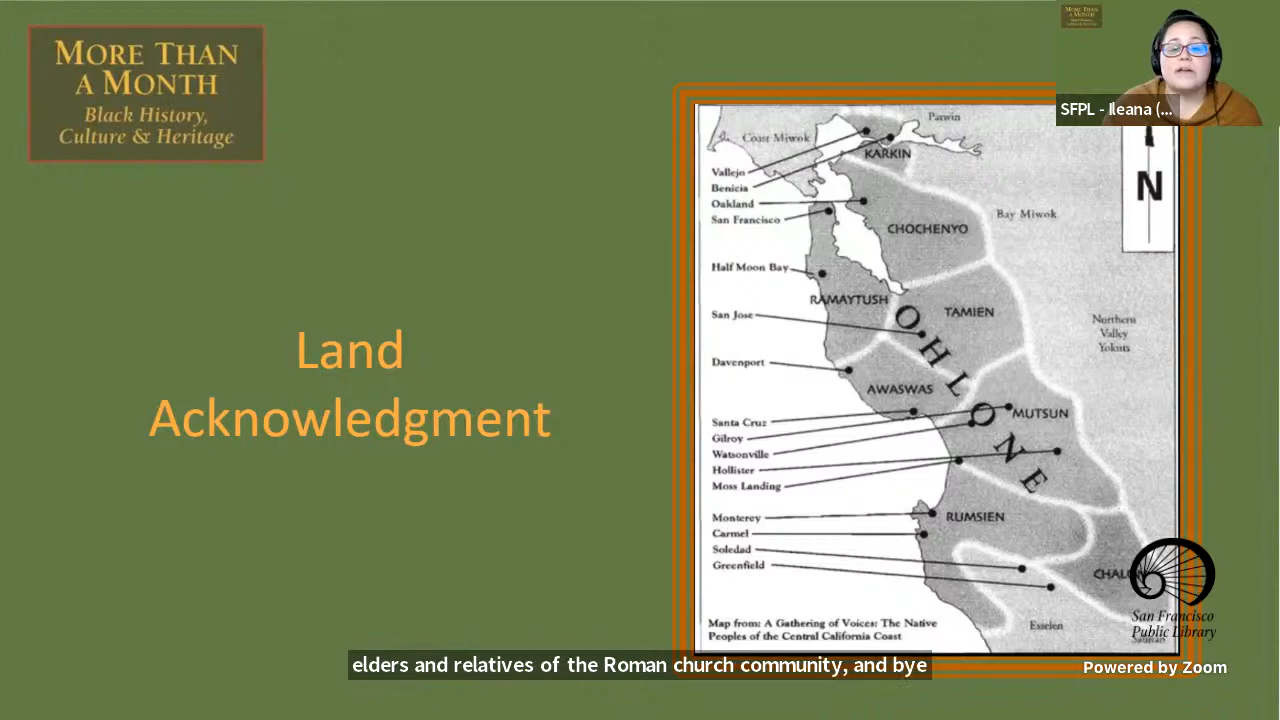 MORE THAN
A MONTH
Black History,
Culture & Heritage
MORE THAN
A MONTH
SFPL - Ileana (...
Land
Acknowledgment
Coast Miwok
Patwin
KARKIN
Vallejo
Benicia
Oakland
San Francisco
N
Bay Miwok
CHOCHENYO
Half Moon Bay
RAMAYTUSH
San Jose
TAMIEN
Northern
Valley
Yokuts
OHLONE
Davenport
AWASWAS
MUTSUN
Santa Cruz
Gilroy
Watsonville
Hollister
Moss Landing
Monterey
RUMSIEN
Carmel
Soledad
Greenfield
Esselen
Map from: A Gathering of Voices: The Native
Peoples of the Central California Coast
San Francisco
Public Library
elders and relatives of the Roman church community, and bye
Powered by Zoom